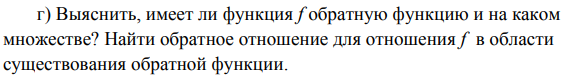 г) Выяснить, имеет ли функция f обратную функцию и на каком
множестве? Найти обратное отношение для отношения f в области
существования обратной функции.